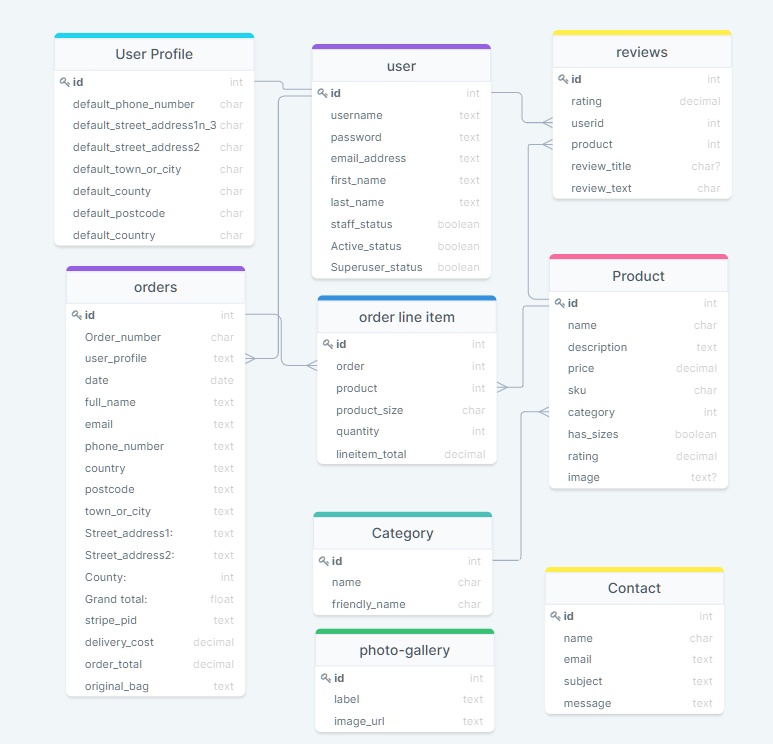 User Profile
id int
default_phone_number char
default_street_address1n_3 char
default_street_address2 char
default_town_or_city char
default_county char
default_postcode char
default_country char
user
id int
username text
password text
email_address text
first_name text
last_name text
staff_status boolean
Active_status boolean
Superuser_status boolean
reviews
id int
rating decimal
userid int
product int
review_title char?
review_text char
orders
id int
Order_number char
user_profile text
date date
full_name text
email text
phone_number text
country text
postcode text
town_or_city text
Street_address1: text
Street_address2: text
County: int
Grand total: float
stripe_pid text
delivery_cost decimal
order_total decimal
original_bag text
order line item
id int
order int
product int
product_size char
quantity int
lineitem_total decimal
Product
id int
name char
description text
price decimal
sku char
category int
has_sizes boolean
rating decimal
image text?
Category
id int
name char
friendly_name char
photo-gallery
id int
label text
image_url text
Contact
id int
name char
email text
subject text
message text